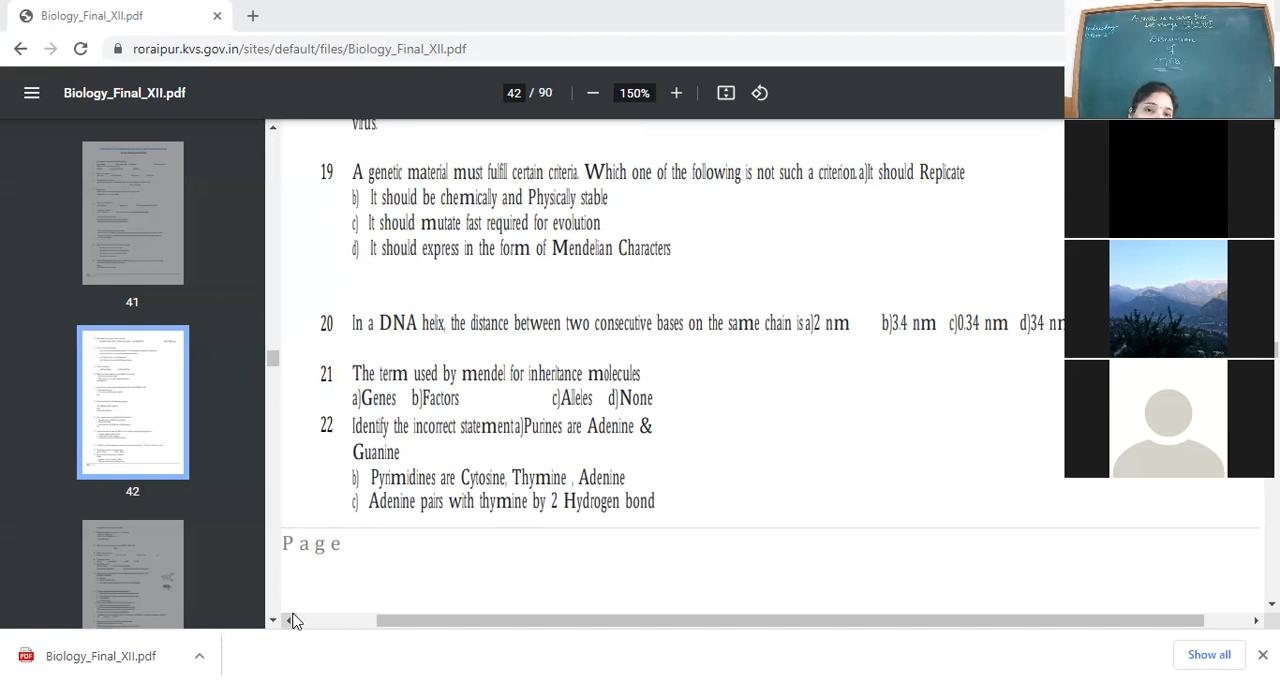 Biology_Final_XII.pdf
roraipur.kvs.gov.in/sites/default/files/Biology_Final_XII.pdf
Biology_Final_XII.pdf
42 / 90
150%
virus.
19 A genetic material must fulfill certain criteria. Which one of the following is not such a criterion.a)It should Replicate
b) It should be chemically and Physically stable
c) It should mutate fast required for evolution
d) It should express in the form of Mendelian Characters
20 In a DNA helix, the distance between two consecutive bases on the same chain is a)2 nm b)3.4 nm c)0.34 nm d)34 nm
21 The term used by mendel for inheritance molecules
a)Genes b)Factors c)Alleles d)None
22 Identify the incorrect statement a)Purines are Adenine &
Guanine
b) Pyrimidines are Cytosine, Thymine , Adenine
c) Adenine pairs with thymine by 2 Hydrogen bond
Page
41
42
Discussion
of
Biology_Final_XII.pdf
Show all